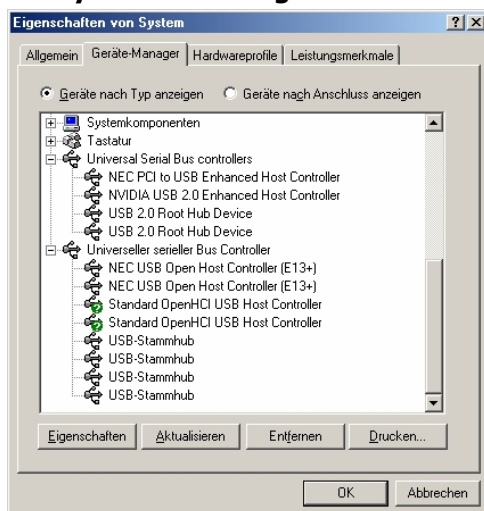 Eigenschaften von System
Allgemein Geräte-Manager Hardwareprofile Leistungsmerkmale
Geräte nach Typ anzeigen Geräte nach Anschluss anzeigen
Systemkomponenten
Tastatur
Universal Serial Bus controllers
NEC PCI to USB Enhanced Host Controller
NVIDIA USB 2.0 Enhanced Host Controller
USB 2.0 Root Hub Device
USB 2.0 Root Hub Device
Universeller serieller Bus Controller
NEC USB Open Host Controller (E13+)
NEC USB Open Host Controller (E13+)
Standard OpenHCI USB Host Controller
Standard OpenHCI USB Host Controller
USB-Stammhub
USB-Stammhub
USB-Stammhub
USB-Stammhub
Eigenschaften Aktualisieren Entfernen Drucken...
OK Abbrechen